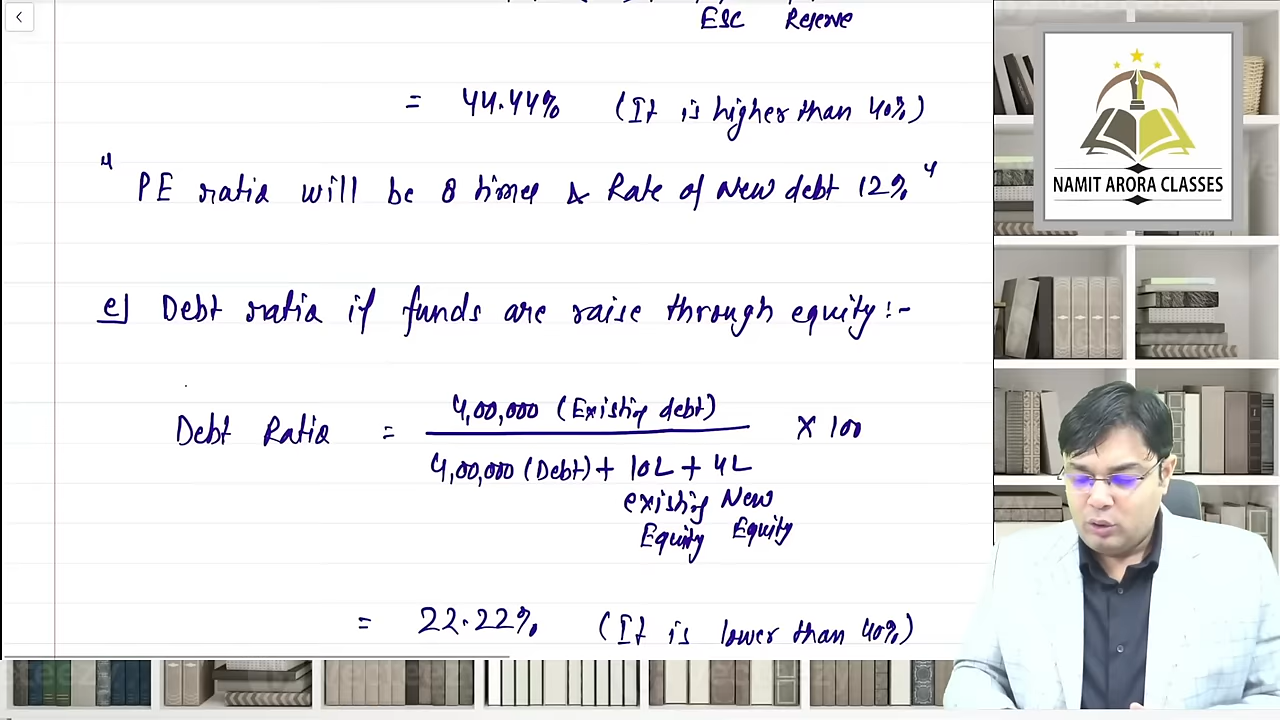 ESC Reserve
= 44.44% (It is higher than 40%)
" PE ratio will be 8 times & Rate of New debt 12% "
e] Debt ratio if funds are raise through equity :-
Debt Ratio = 4,00,000 (Existing debt) X 100
4,00,000 (Debt) + 10L + 4L
existing New
Equity Equity
= 22.22% (It is lower than 40%)
NAMIT ARORA CLASSES